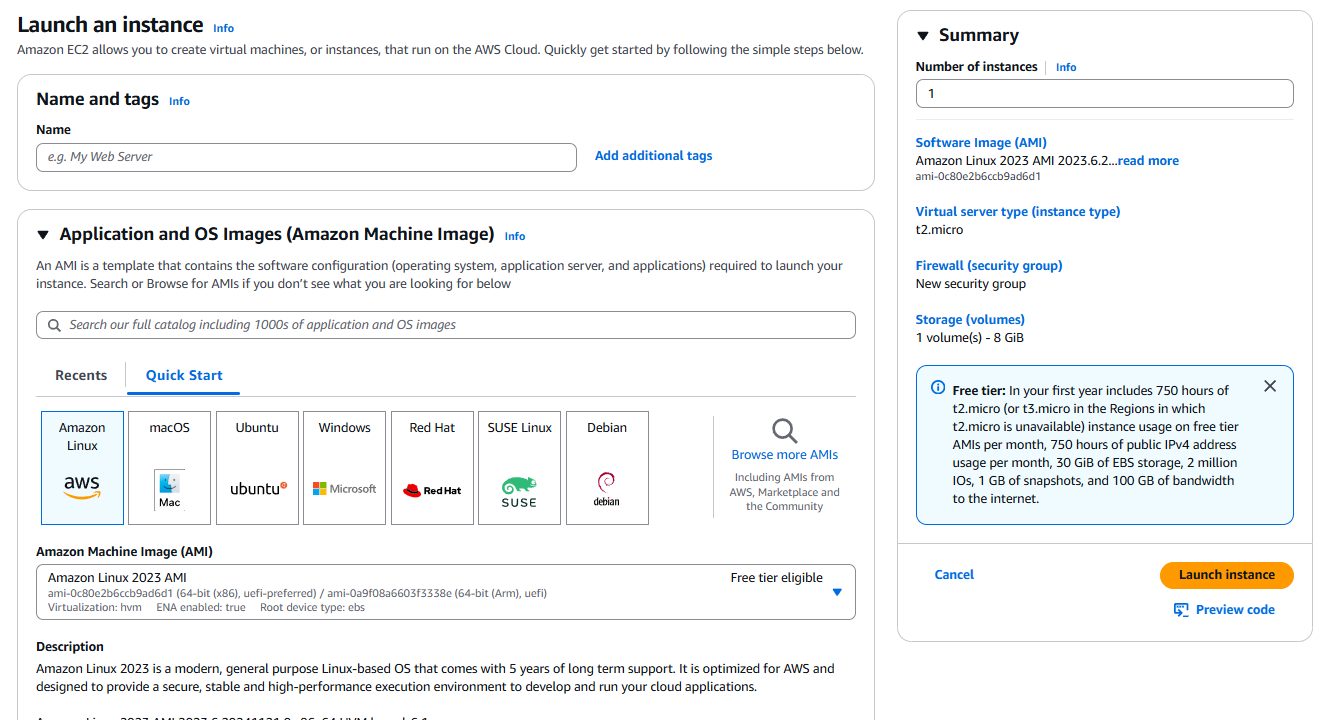 Launch an instance Info
Amazon EC2 allows you to create virtual machines, or instances, that run on the AWS Cloud. Quickly get started by following the simple steps below.
Name and tags Info
Name
e.g. My Web Server
Add additional tags
Application and OS Images (Amazon Machine Image) Info
An AMI is a template that contains the software configuration (operating system, application server, and applications) required to launch your
instance. Search or Browse for AMIs if you don't see what you are looking for below
Search our full catalog including 1000s of application and OS images
Recents
Quick Start
Amazon
Linux
aws
macOS
Mac
Ubuntu
ubuntu
Windows
Microsoft
Red Hat
Red Hat
SUSE Linux
SUSE
Debian
debian
Browse more AMIs
Including AMIs from
AWS, Marketplace and
the Community
Amazon Machine Image (AMI)
Amazon Linux 2023 AMI
Free tier eligible
ami-0c80e2b6ccb9ad6d1 (64-bit (x86), uefi-preferred) / ami-0a9f08a6603f3338e (64-bit (Arm), uefi)
Virtualization: hvm ENA enabled: true Root device type: ebs
Description
Amazon Linux 2023 is a modern, general purpose Linux-based OS that comes with 5 years of long term support. It is optimized for AWS and
designed to provide a secure, stable and high-performance execution environment to develop and run your cloud applications.
Summary
Number of instances Info
1
Software Image (AMI)
Amazon Linux 2023 AMI 2023.6.2...read more
ami-0c80e2b6ccb9ad6d1
Virtual server type (instance type)
t2.micro
Firewall (security group)
New security group
Storage (volumes)
1 volume(s) - 8 GiB
Free tier: In your first year includes 750 hours of
t2.micro (or t3.micro in the Regions in which
t2.micro is unavailable) instance usage on free tier
AMIs per month, 750 hours of public IPv4 address
usage per month, 30 GiB of EBS storage, 2 million
IOs, 1 GB of snapshots, and 100 GB of bandwidth
to the internet.
Cancel
Launch instance
Preview code